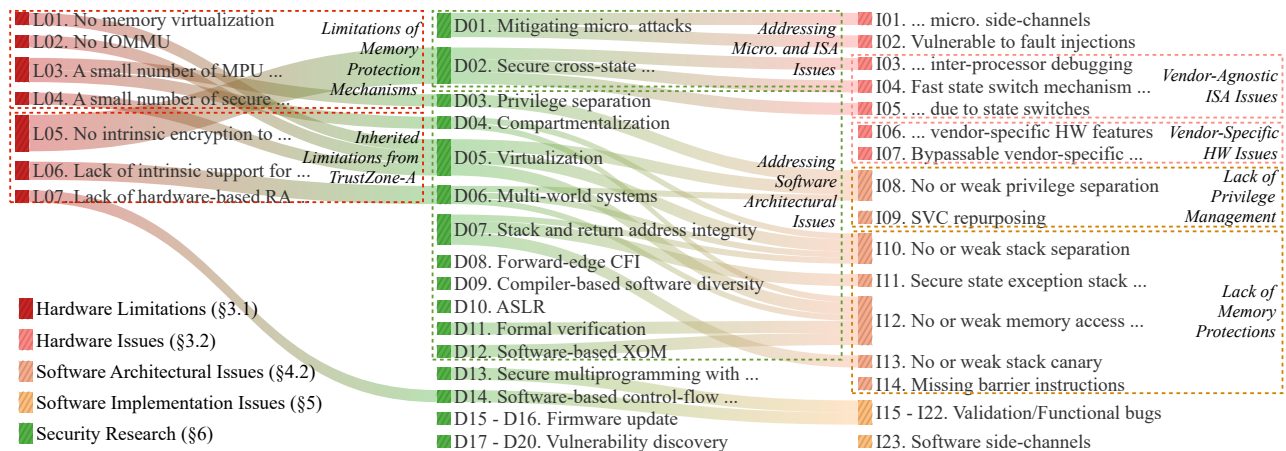 L01. No memory virtualization
L02. No IOMMU
L03. A small number of MPU ...
L04. A small number of secure ...
Limitations of
Memory
Protection
Mechanisms
L05. No intrinsic encryption to ...
L06. Lack of intrinsic support for ...
L07. Lack of hardware-based RA
Inherited
Limitations from
TrustZone-A
Hardware Limitations (§3.1)
Hardware Issues (§3.2)
Software Architectural Issues (§4.2)
Software Implementation Issues (§5)
Security Research (§6)
D01. Mitigating micro. attacks
D02. Secure cross-state ...
Addressing
Micro. and ISA
Issues
D03. Privilege separation
D04. Compartmentalization
D05. Virtualization
D06. Multi-world systems
D07. Stack and return address integrity
D08. Forward-edge CFI
D09. Compiler-based software diversity
D10. ASLR
D11. Formal verification
D12. Software-based XOM
Addressing
Software
Architectural
Issues
D13. Secure multiprogramming with ...
D14. Software-based control-flow ...
D15 - D16. Firmware update
D17 - D20. Vulnerability discovery
I01. ... micro. side-channels
I02. Vulnerable to fault injections
I03. ... inter-processor debugging
I04. Fast state switch mechanism ...
I05. ... due to state switches
Vendor-Agnostic
ISA Issues
I06. ... vendor-specific HW features
I07. Bypassable vendor-specific ...
Vendor-Specific
HW Issues
I08. No or weak privilege separation
I09. SVC repurposing
Lack of
Privilege
Management
I10. No or weak stack separation
I11. Secure state exception stack ...
I12. No or weak memory access ...
I13. No or weak stack canary
I14. Missing barrier instructions
Lack of
Memory
Protections
I15 - I22. Validation/Functional bugs
I23. Software side-channels